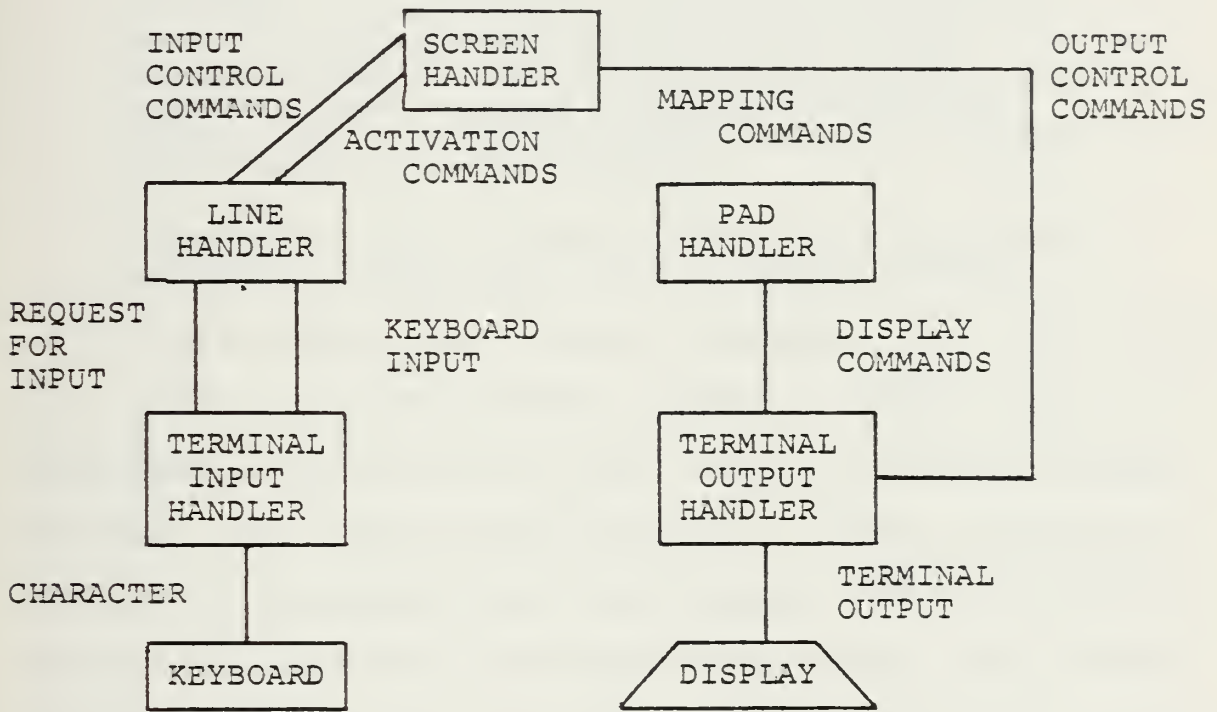 INPUT
CONTROL
COMMANDS
SCREEN
HANDLER
OUTPUT
CONTROL
COMMANDS
MAPPING
COMMANDS
ACTIVATION
COMMANDS
LINE
HANDLER
PAD
HANDLER
REQUEST
FOR
INPUT
KEYBOARD
INPUT
DISPLAY
COMMANDS
TERMINAL
INPUT
HANDLER
TERMINAL
OUTPUT
HANDLER
CHARACTER
TERMINAL
OUTPUT
KEYBOARD
DISPLAY